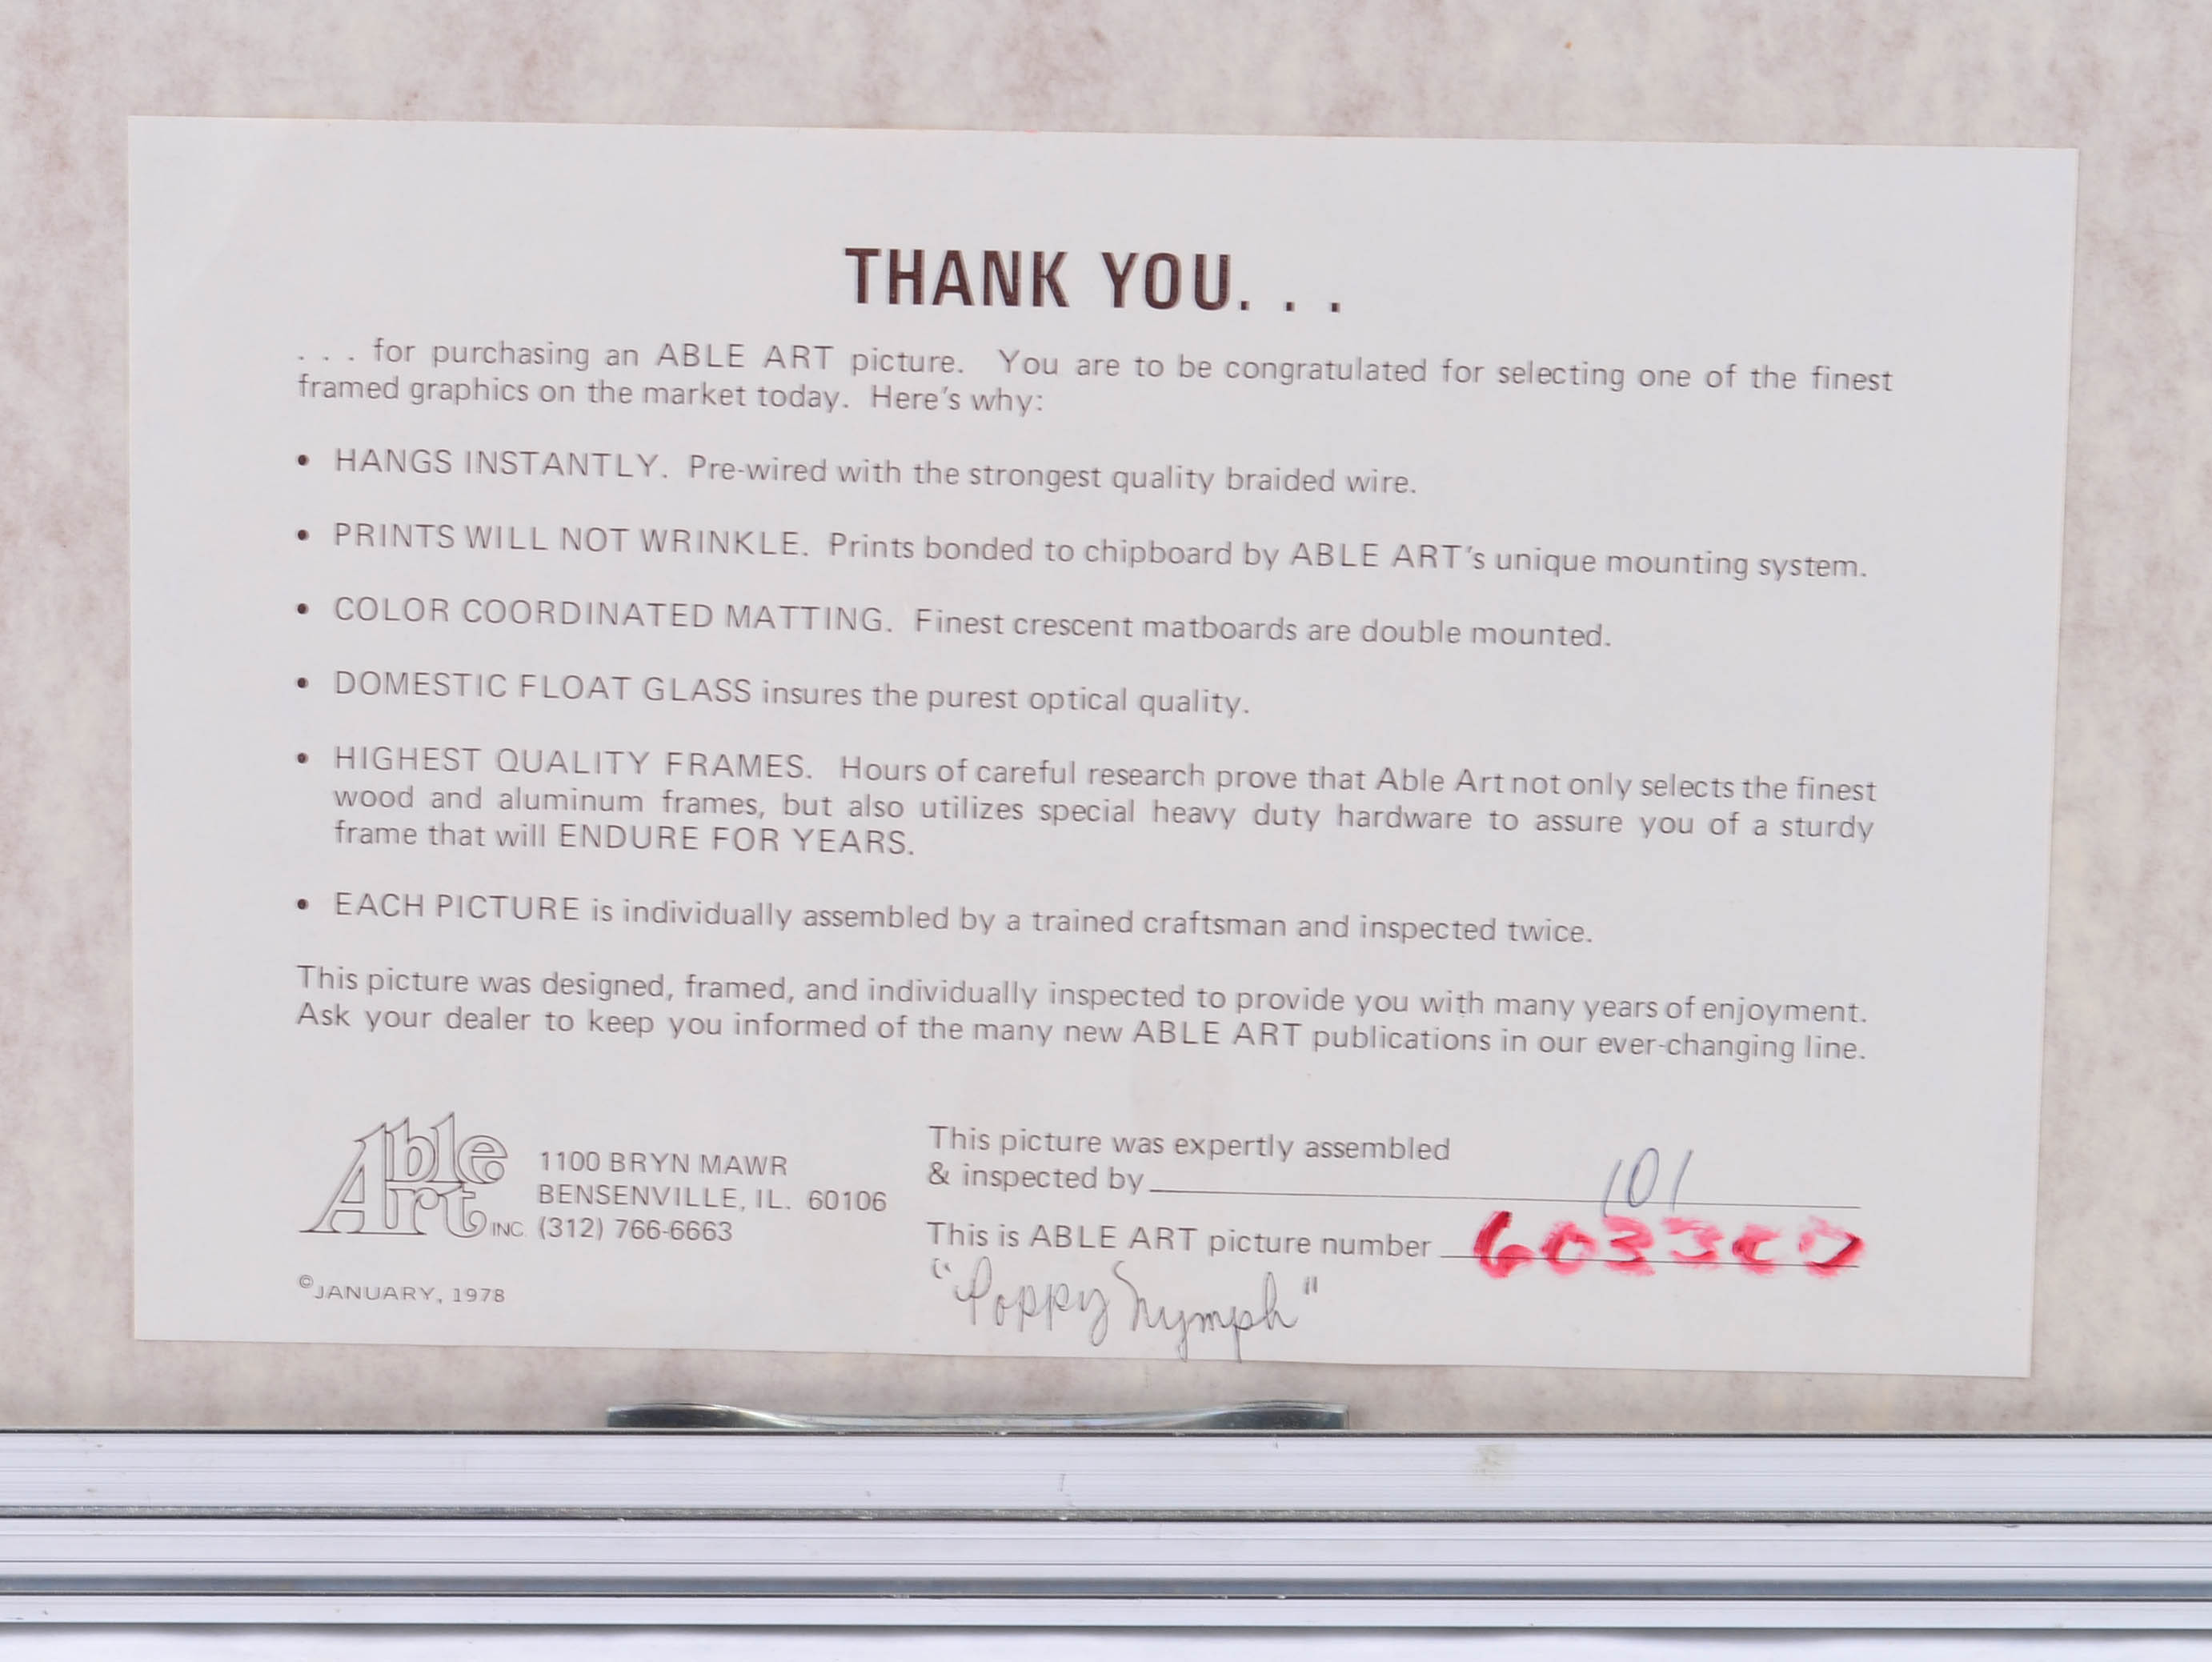 THANK YOU. . .
. . . for purchasing an ABLE ART picture. You are to be congratulated for selecting one of the finest
framed graphics on the market today. Here's why:
• HANGS INSTANTLY. Pre-wired with the strongest quality braided wire.
• PRINTS WILL NOT WRINKLE. Prints bonded to chipboard by ABLE ART's unique mounting system.
• COLOR COORDINATED MATTING. Finest crescent matboards are double mounted.
• DOMESTIC FLOAT GLASS insures the purest optical quality.
• HIGHEST QUALITY FRAMES. Hours of careful research prove that Able Art not only selects the finest
wood and aluminum frames, but also utilizes special heavy duty hardware to assure you of a sturdy
frame that will ENDURE FOR YEARS.
• EACH PICTURE is individually assembled by a trained craftsman and inspected twice.
This picture was designed, framed, and individually inspected to provide you with many years of enjoyment.
Ask your dealer to keep you informed of the many new ABLE ART publications in our ever-changing line.
Able
Art INC.
1100 BRYN MAWR
BENSENVILLE, IL. 60106
(312) 766-6663
© JANUARY, 1978
This picture was expertly assembled
& inspected by 101
This is ABLE ART picture number
"Poppy Nymph"